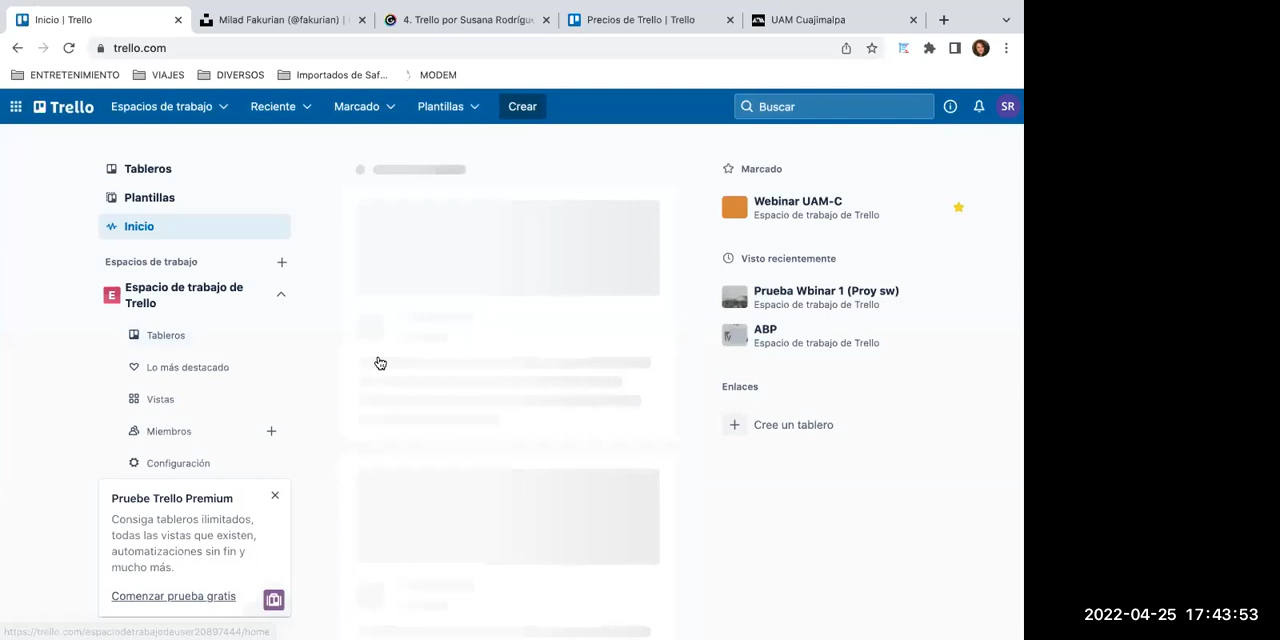 Inicio | Trello
Milad Fakurian (@fakurian) |
4. Trello por Susana Rodrígu
Precios de Trello | Trello
UAM Cuajimalpa
trello.com
ENTRETENIMIENTO
VIAJES
DIVERSOS
Importados de Saf...
MODEM
Trello
Espacios de trabajo
Reciente
Marcado
Plantillas
Crear
Buscar
SR
Tableros
Plantillas
Inicio
Espacios de trabajo
E
Espacio de trabajo de
Trello
Tableros
Lo más destacado
Vistas
Miembros
Configuración
Pruebe Trello Premium
Consiga tableros ilimitados,
todas las vistas que existen,
automatizaciones sin fin y
mucho más.
Comenzar prueba gratis
https://trello.com/espaciodetrabajodeuser20897444/home
Marcado
Webinar UAM-C
Espacio de trabajo de Trello
Visto recientemente
Prueba Wbinar 1 (Proy sw)
Espacio de trabajo de Trello
ABP
Espacio de trabajo de Trello
Enlaces
Cree un tablero
2022-04-25 17:43:53